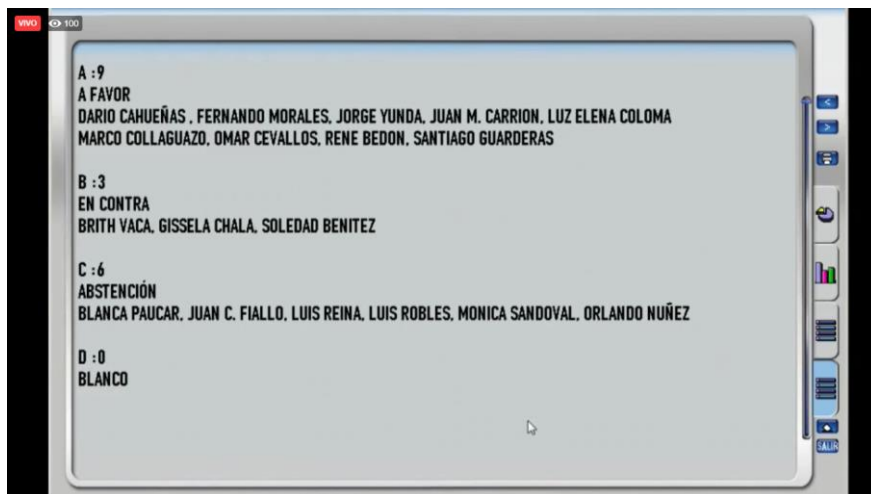 VIVO 100
A :9
A FAVOR
DARIO CAHUEÑAS , FERNANDO MORALES, JORGE YUNDA, JUAN M. CARRION, LUZ ELENA COLOMA
MARCO COLLAGUAZO, OMAR CEVALLOS, RENE BEDON, SANTIAGO GUARDERAS
B :3
EN CONTRA
BRITH VACA, GISSELA CHALA, SOLEDAD BENITEZ
C :6
ABSTENCIÓN
BLANCA PAUCAR, JUAN C. FIALLO, LUIS REINA, LUIS ROBLES, MONICA SANDOVAL, ORLANDO NUÑEZ
D :0
BLANCO
SALIR